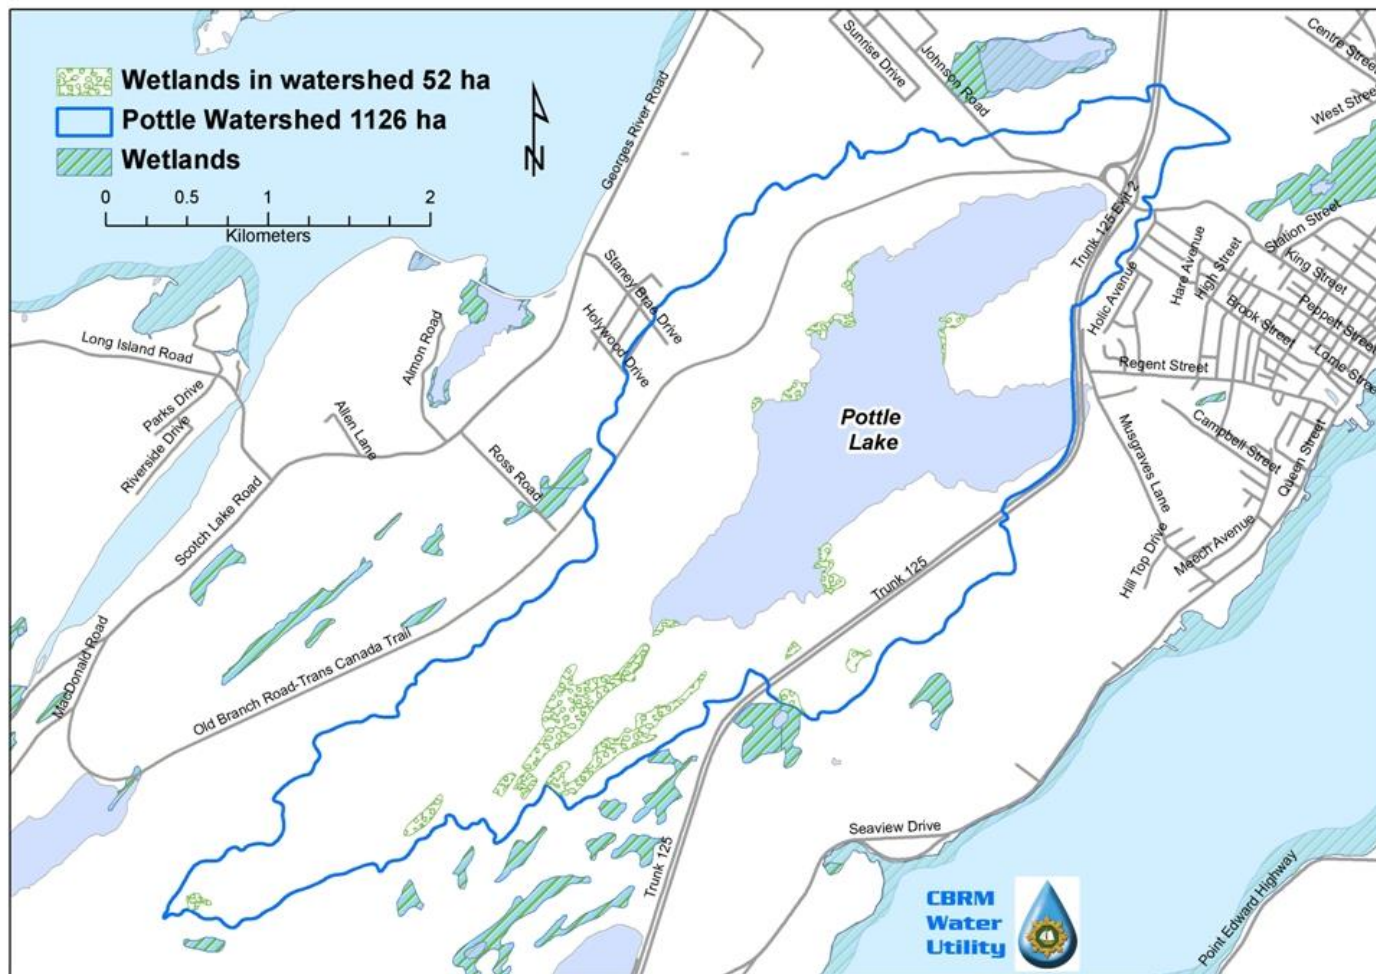 Wetlands in watershed 52 ha
Pottle Watershed 1126 ha
Wetlands
N
0 0.5 1 2
Kilometers
Sunrise Drive
Johnson Road
Centre Street
West Street
Georges River Road
Trunk 125 Exit 2
Station Street
Hare Avenue
High Street
King Street
Holic Avenue
Brook Street
Peppett Street
Lorne Street
Staney Brae Drive
Holywood Drive
Long Island Road
Almon Road
Parks Drive
Allen Lane
Riverside Drive
Regent Street
Campbell Street
Queen Street
Musgraves Lane
Pottle
Lake
Ross Road
Scotch Lake Road
Hill Top Drive
Meech Avenue
Trunk 125
MacDonald Road
Old Branch Road-Trans Canada Trail
Seaview Drive
Trunk 125
Point Edward Highway
CBRM
Water
Utility